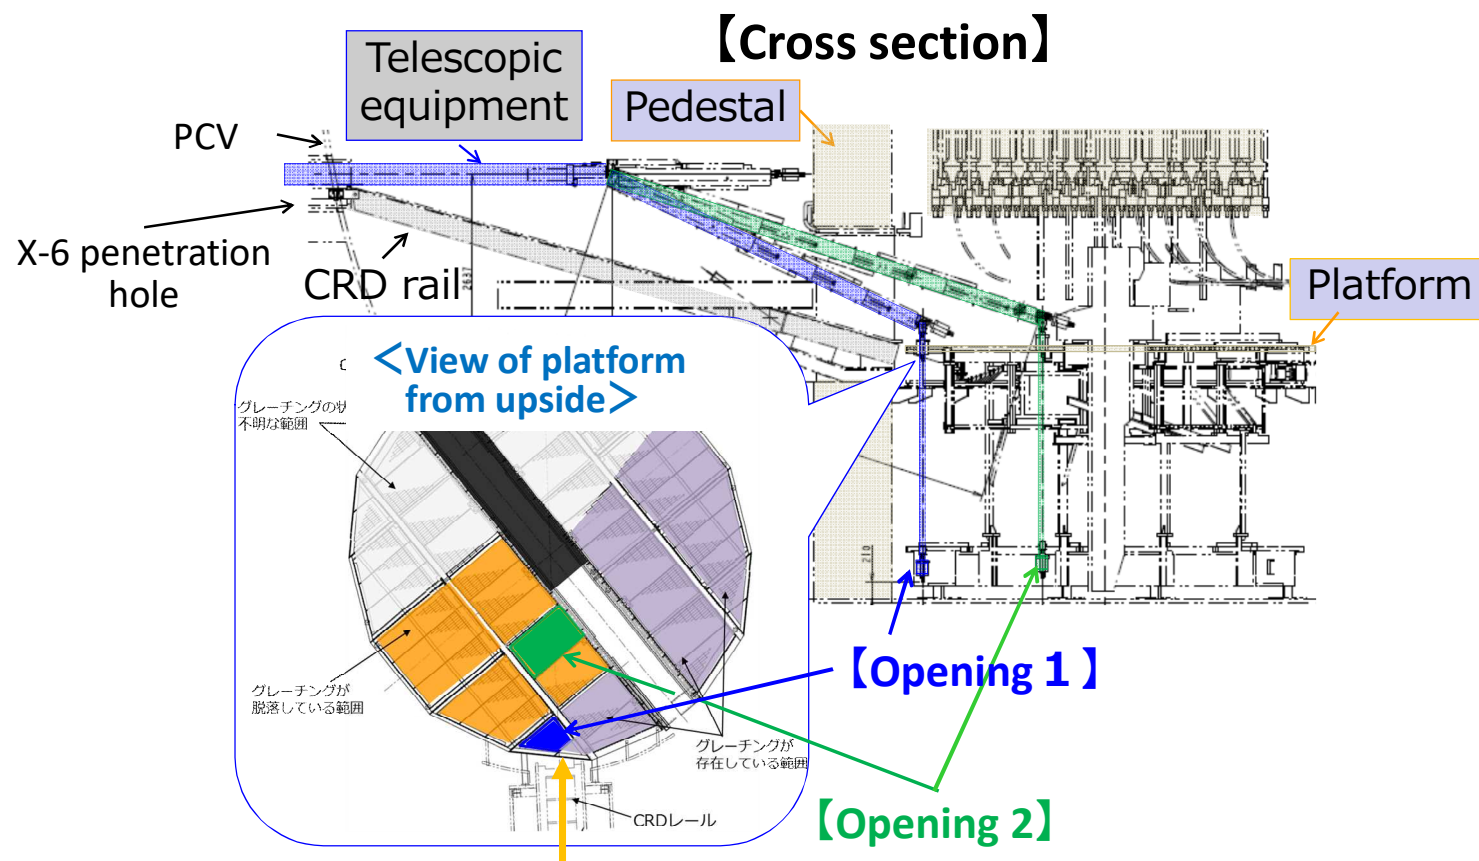 【Cross section】
Telescopic
equipment
Pedestal
PCV
X-6 penetration
hole
CRD rail
2657
Platform
＜View of platform
from upside＞
グレーチングの状
不明な範囲
グレーチングが
脱落している範囲
グレーチングが
存在している範囲
CRDレール
210
【Opening 1】
【Opening 2】